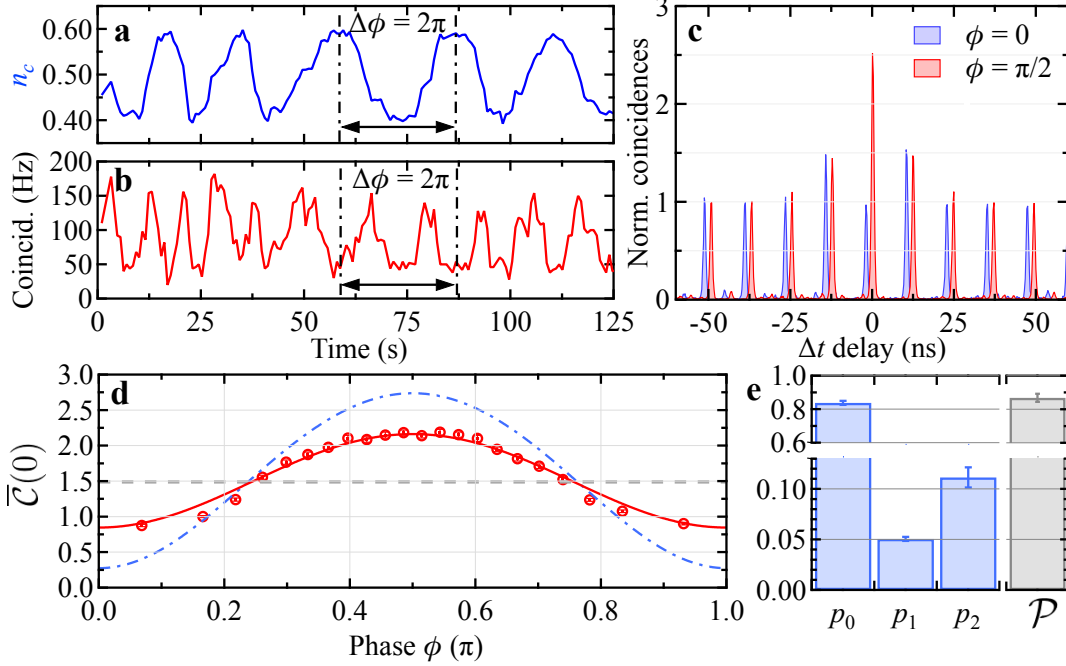 a
n_c
0.60
0.50
0.40
Δϕ = 2π
b
Coincid. (Hz)
200
150
100
50
0
Δϕ = 2π
0 25 50 75 100 125
Time (s)
c
ϕ = 0
ϕ = π/2
Norm. coincidences
3
2
1
0
-50 -25 0 25 50
Δt delay (ns)
d
C̅(0)
3.0
2.5
2.0
1.5
1.0
0.5
0.0
0.0 0.2 0.4 0.6 0.8 1.0
Phase ϕ (π)
e
1.0
0.8
0.6
0.10
0.05
0.00
p₀ p₁ p₂ 𝒫